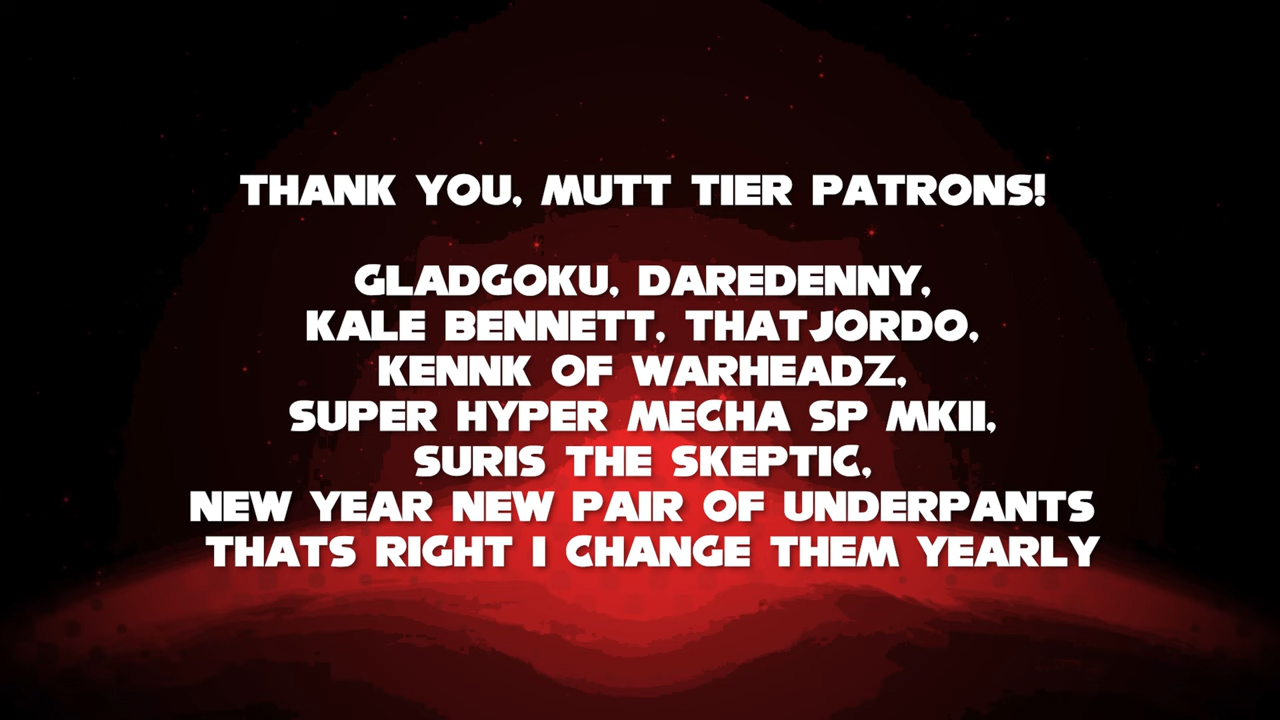 THANK YOU, MUTT TIER PATRONS!
GLADGOKU, DAREDENNY,
KALE BENNETT, THATJORDO,
KENNK OF WARHEADZ,
SUPER HYPER MECHA SP MKII,
SURIS THE SKEPTIC,
NEW YEAR NEW PAIR OF UNDERPANTS
THATS RIGHT I CHANGE THEM YEARLY